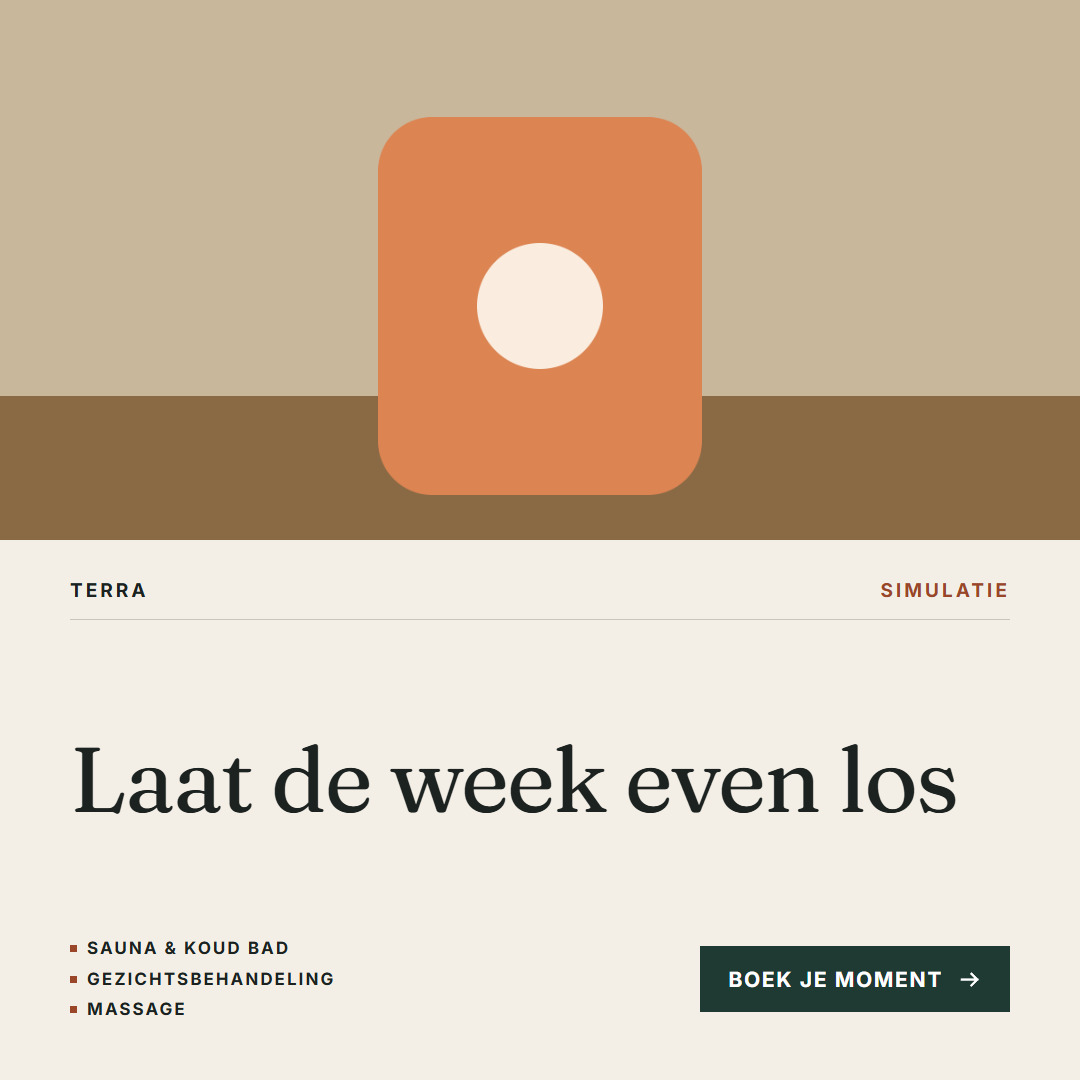 TERRA
SIMULATIE
Laat de week even los
SAUNA & KOUD BAD
GEZICHTSBEHANDELING
MASSAGE
BOEK JE MOMENT →